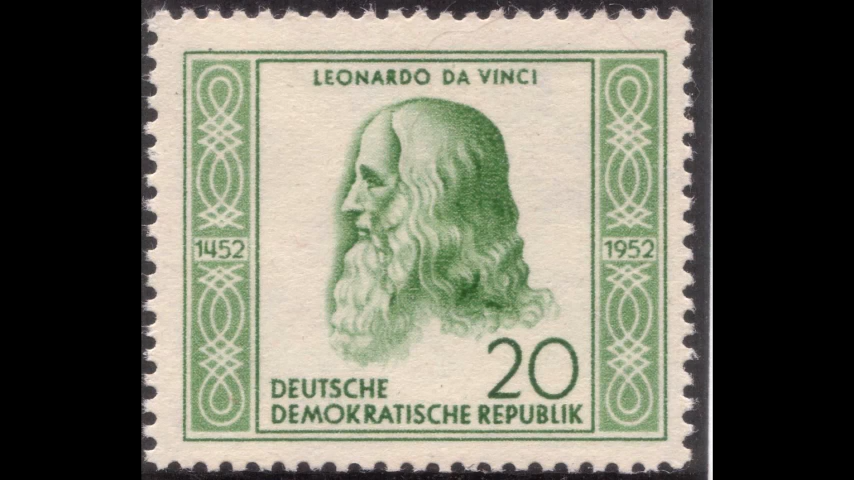 LEONARDO DA VINCI
1452
1952
20
DEUTSCHE
DEMOKRATISCHE REPUBLIK